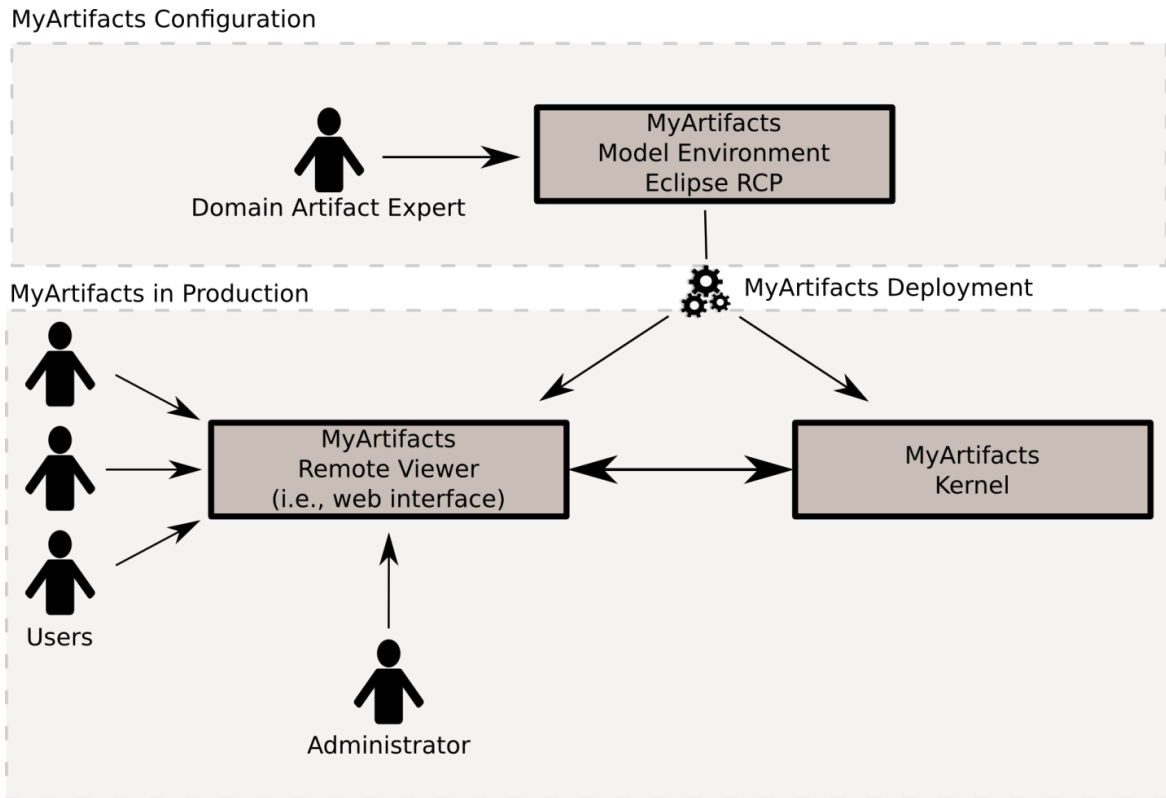 MyArtifacts Configuration
MyArtifacts
Model Environment
Eclipse RCP
Domain Artifact Expert
MyArtifacts Deployment
MyArtifacts in Production
MyArtifacts
Remote Viewer
(i.e., web interface)
MyArtifacts
Kernel
Users
Administrator